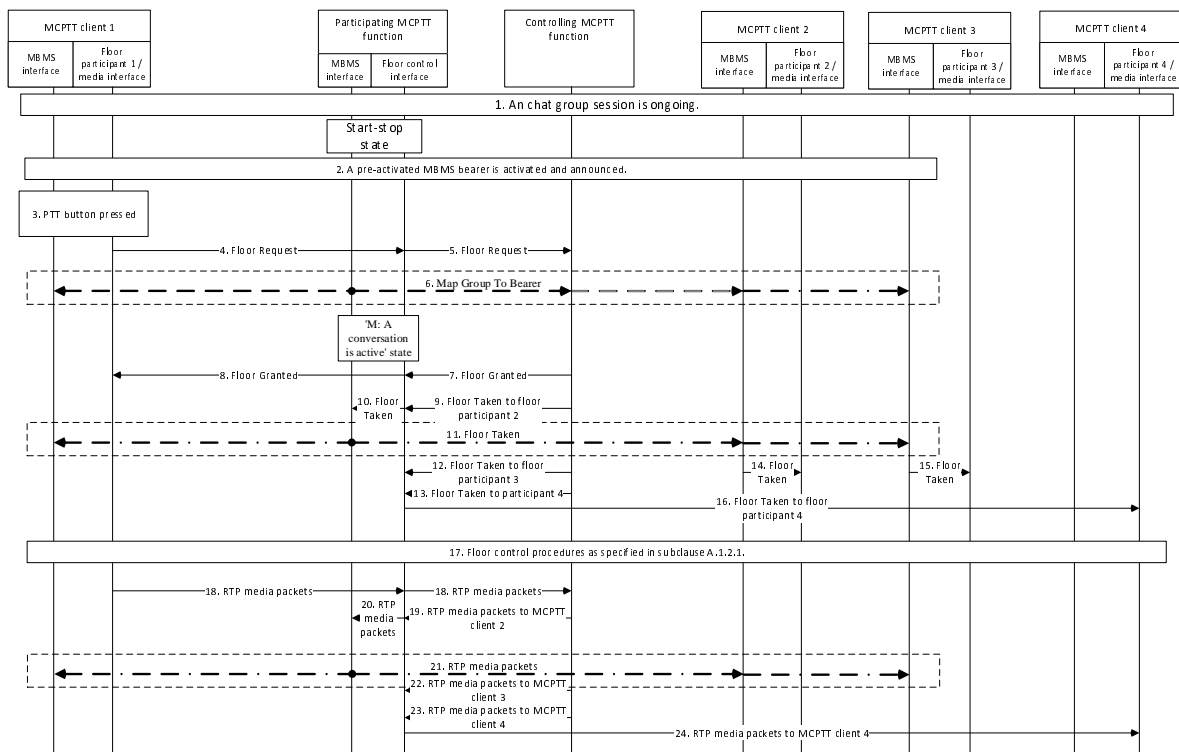 MCPTT client 1
MBMS
interface
Floor
participant 1 /
media interface
Participating MCPTT
function
MBMS
interface
Floor control
interface
Controlling MCPTT
function
MCPTT client 2
MBMS
interface
Floor
participant 2 /
media interface
MCPTT client 3
MBMS
interface
Floor
participant 3 /
media interface
MCPTT client 4
MBMS
interface
Floor
participant 4 /
media interface
1. An chat group session is ongoing.
Start-stop
state
2. A pre-activated MBMS bearer is activated and announced.
3. PTT button pressed
4. Floor Request
5. Floor Request
6. Map Group To Bearer
'M: A
conversation
is active' state
8. Floor Granted
7. Floor Granted
10. Floor
Taken
9. Floor Taken to floor
participant 2
11. Floor Taken
12. Floor Taken to floor
participant 3
14. Floor
Taken
15. Floor
Taken
13. Floor Taken to participant 4
16. Floor Taken to floor
participant 4
17. Floor control procedures as specified in subclause A.1.2.1.
18. RTP media packets
18. RTP media packets
20. RTP
media
packets
19. RTP media packets to MCPTT
client 2
21. RTP media packets
22. RTP media packets to MCPTT
client 3
23. RTP media packets to MCPTT
client 4
24. RTP media packets to MCPTT client 4